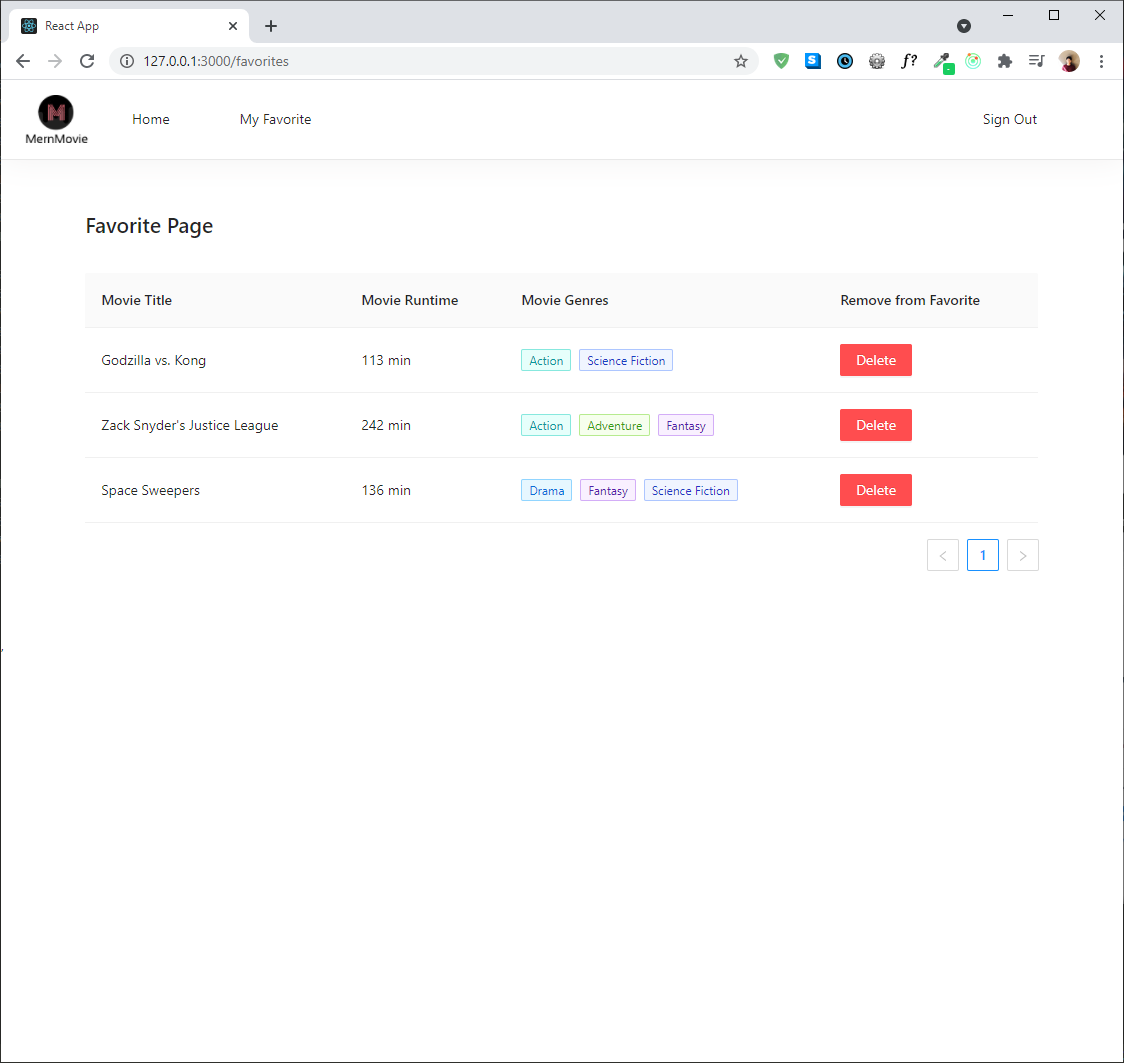 React App
127.0.0.1:3000/favorites
S
f?
M
MernMovie
Home
My Favorite
Sign Out
Favorite Page
Movie Title Movie Runtime Movie Genres Remove from Favorite
Godzilla vs. Kong 113 min Action Science Fiction Delete
Zack Snyder's Justice League 242 min Action Adventure Fantasy Delete
Space Sweepers 136 min Drama Fantasy Science Fiction Delete
< 1 >